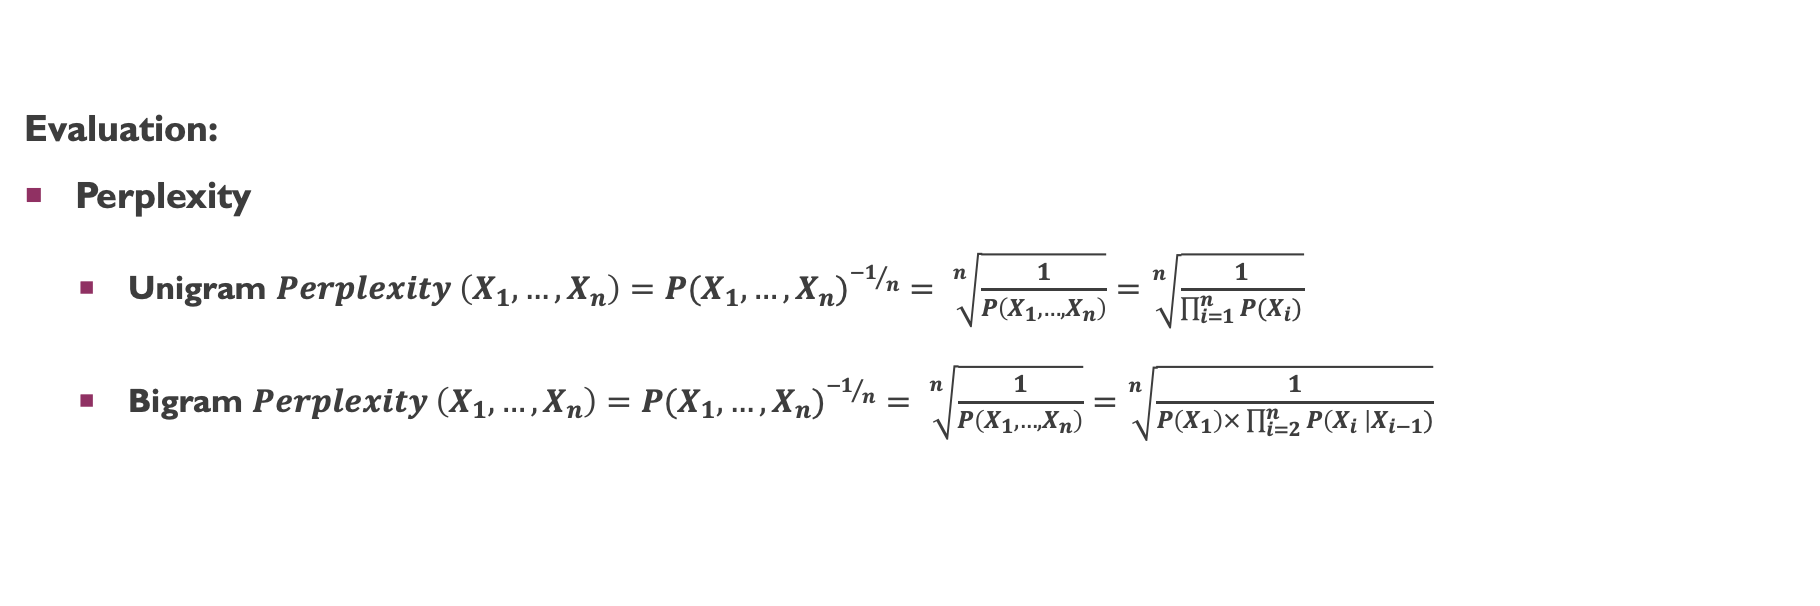 Evaluation:
▪ Perplexity
▪ Unigram Perplexity (X₁, …, Xₙ) = P(X₁, …, Xₙ)^(−1/n) = ⁿ√(1 / P(X₁,…,Xₙ)) = ⁿ√(1 / ∏ⁿᵢ₌₁ P(Xᵢ))
▪ Bigram Perplexity (X₁, …, Xₙ) = P(X₁, …, Xₙ)^(−1/n) = ⁿ√(1 / P(X₁,…,Xₙ)) = ⁿ√(1 / P(X₁)× ∏ⁿᵢ₌₂ P(Xᵢ |Xᵢ₋₁))